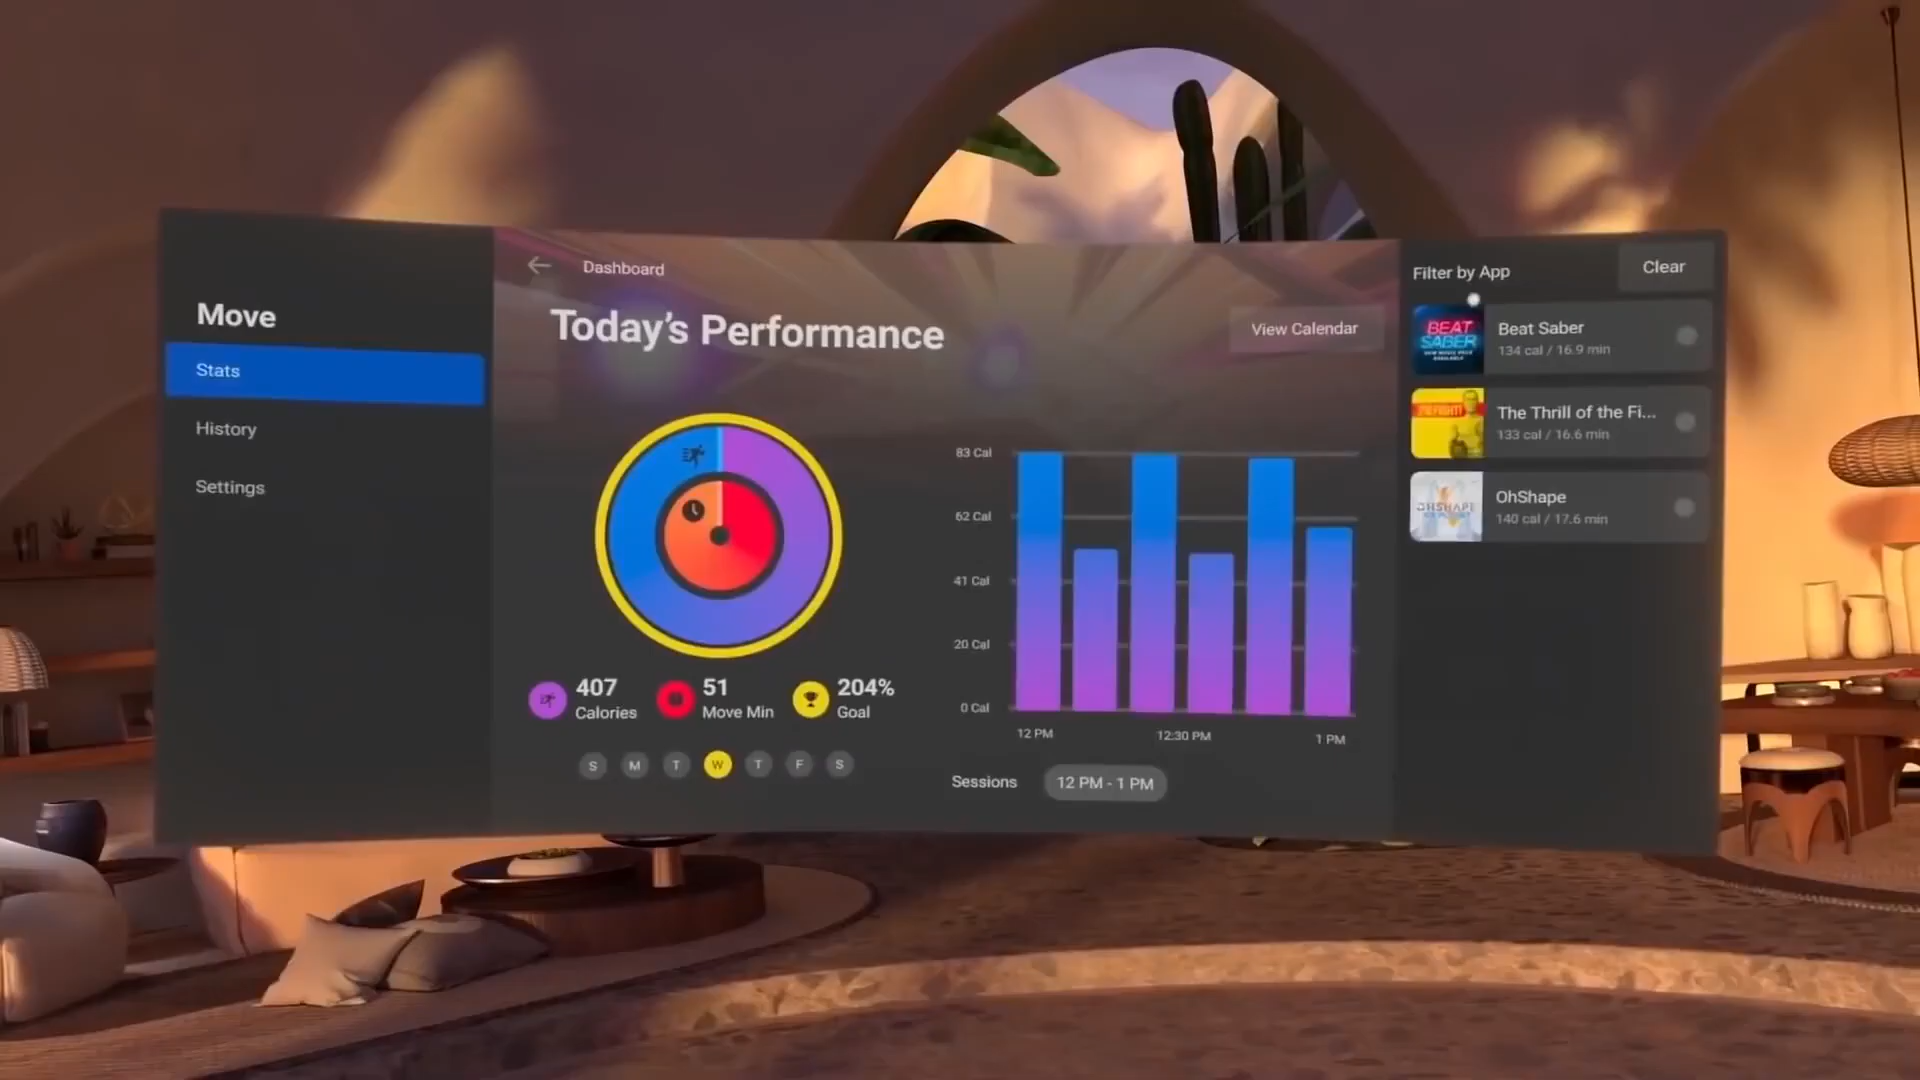 Move
Stats
History
Settings
Dashboard
Today's Performance
View Calendar
407
Calories
51
Move Min
204%
Goal
S M T W T F S
83 Cal
62 Cal
41 Cal
20 Cal
0 Cal
12 PM 12:30 PM 1 PM
Sessions 12 PM - 1 PM
Filter by App
Clear
BEAT
SABER
Beat Saber
134 cal / 16.9 min
The Thrill of the Fi...
133 cal / 16.6 min
OHSHAPE
OhShape
140 cal / 17.6 min